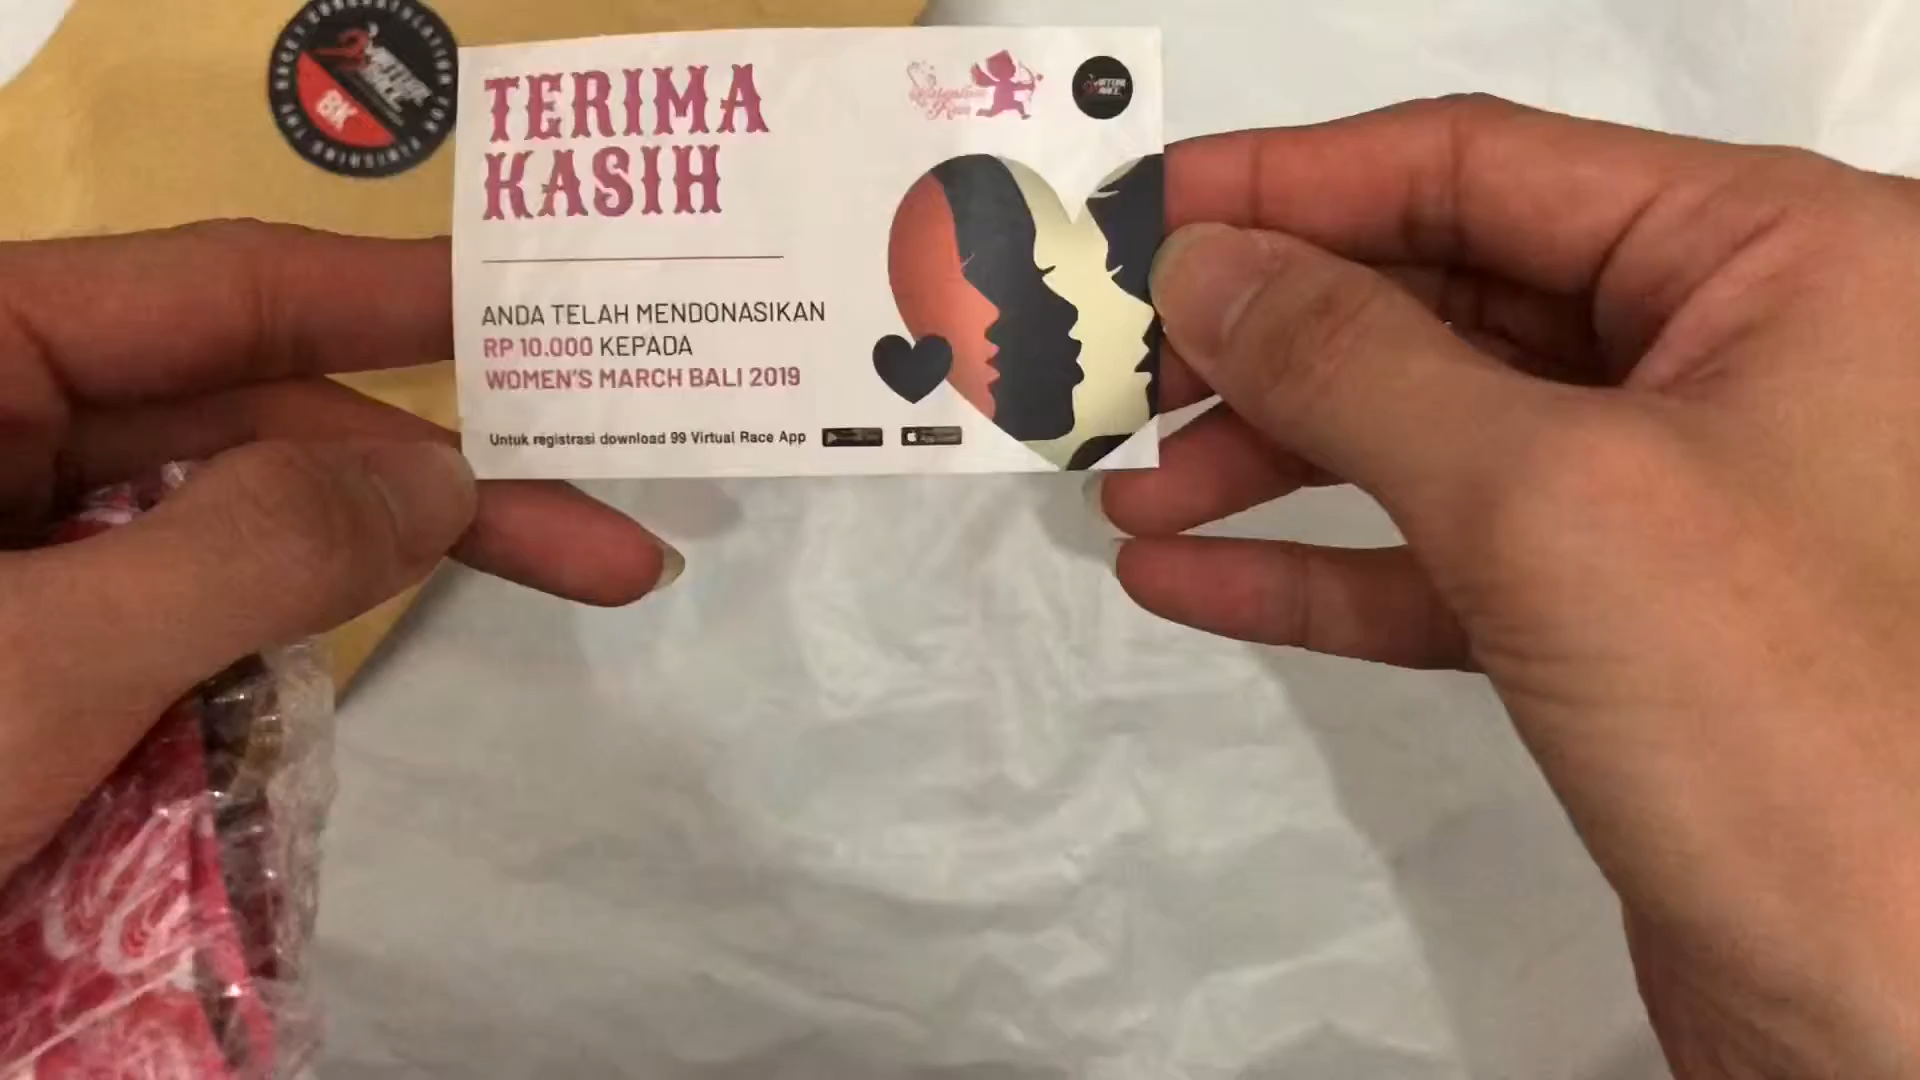 TERIMA
KASIH
ANDA TELAH MENDONASIKAN
RP 10.000 KEPADA
WOMEN'S MARCH BALI 2019
Untuk registrasi download 99 Virtual Race App
8K